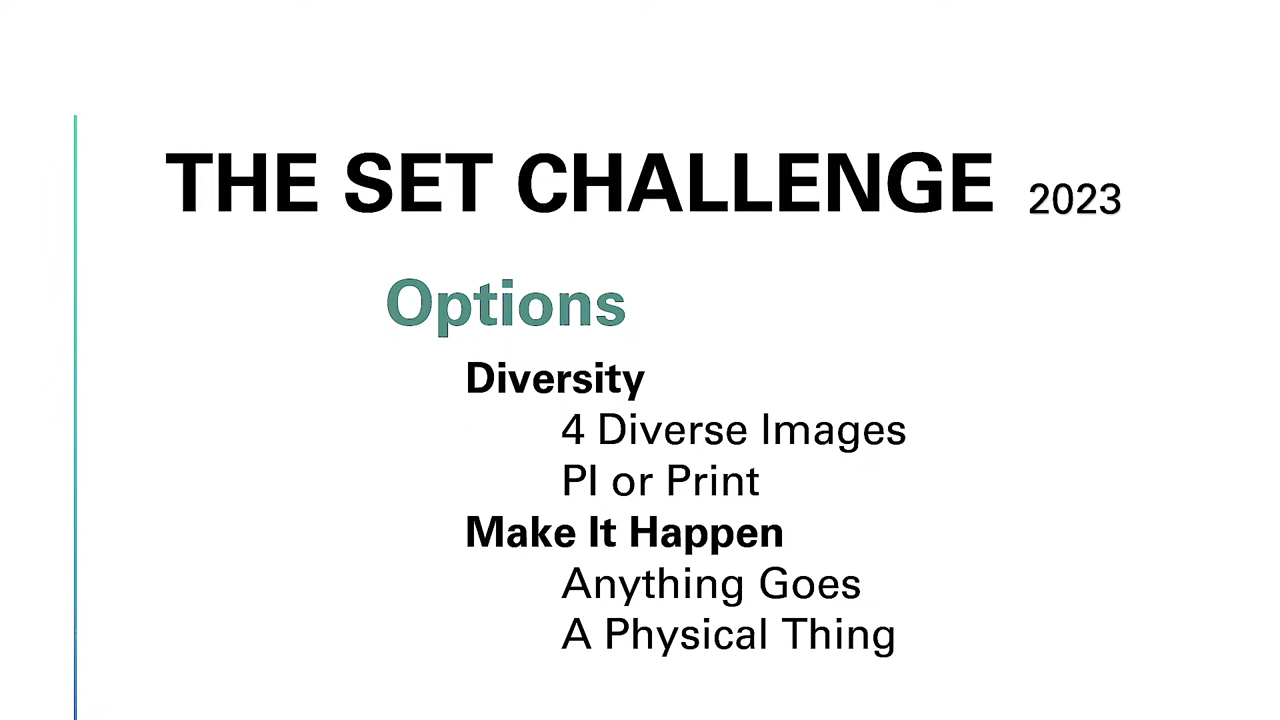 THE SET CHALLENGE 2023
Options
Diversity
4 Diverse Images
PI or Print
Make It Happen
Anything Goes
A Physical Thing